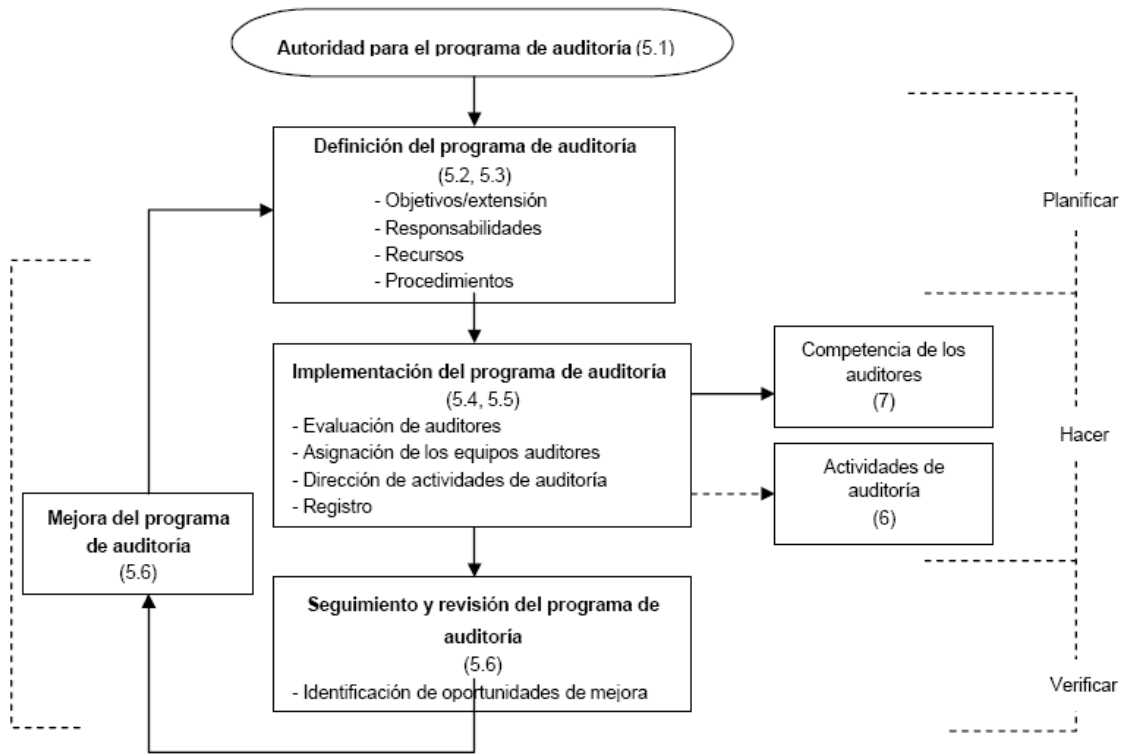 Autoridad para el programa de auditoría (5.1)
Definición del programa de auditoría
(5.2, 5.3)
- Objetivos/extensión
- Responsabilidades
- Recursos
- Procedimientos
Planificar
Implementación del programa de auditoría
(5.4, 5.5)
- Evaluación de auditores
- Asignación de los equipos auditores
- Dirección de actividades de auditoría
- Registro
Competencia de los
auditores
(7)
Hacer
Actividades de
auditoría
(6)
Mejora del programa
de auditoría
(5.6)
Seguimiento y revisión del programa de
auditoría
(5.6)
- Identificación de oportunidades de mejora
Verificar